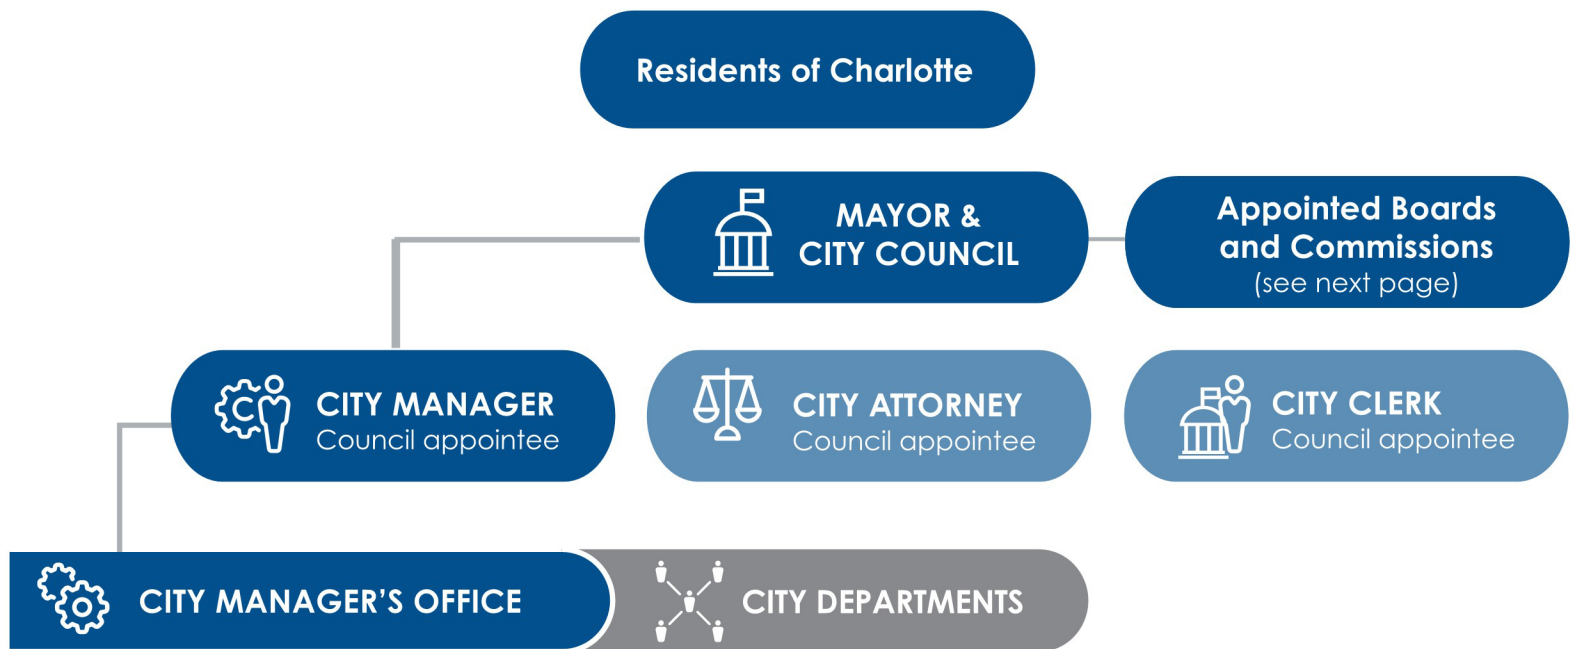 Residents of Charlotte
MAYOR &
CITY COUNCIL
Appointed Boards
and Commissions
(see next page)
CITY MANAGER
Council appointee
CITY ATTORNEY
Council appointee
CITY CLERK
Council appointee
CITY MANAGER’S OFFICE
CITY DEPARTMENTS